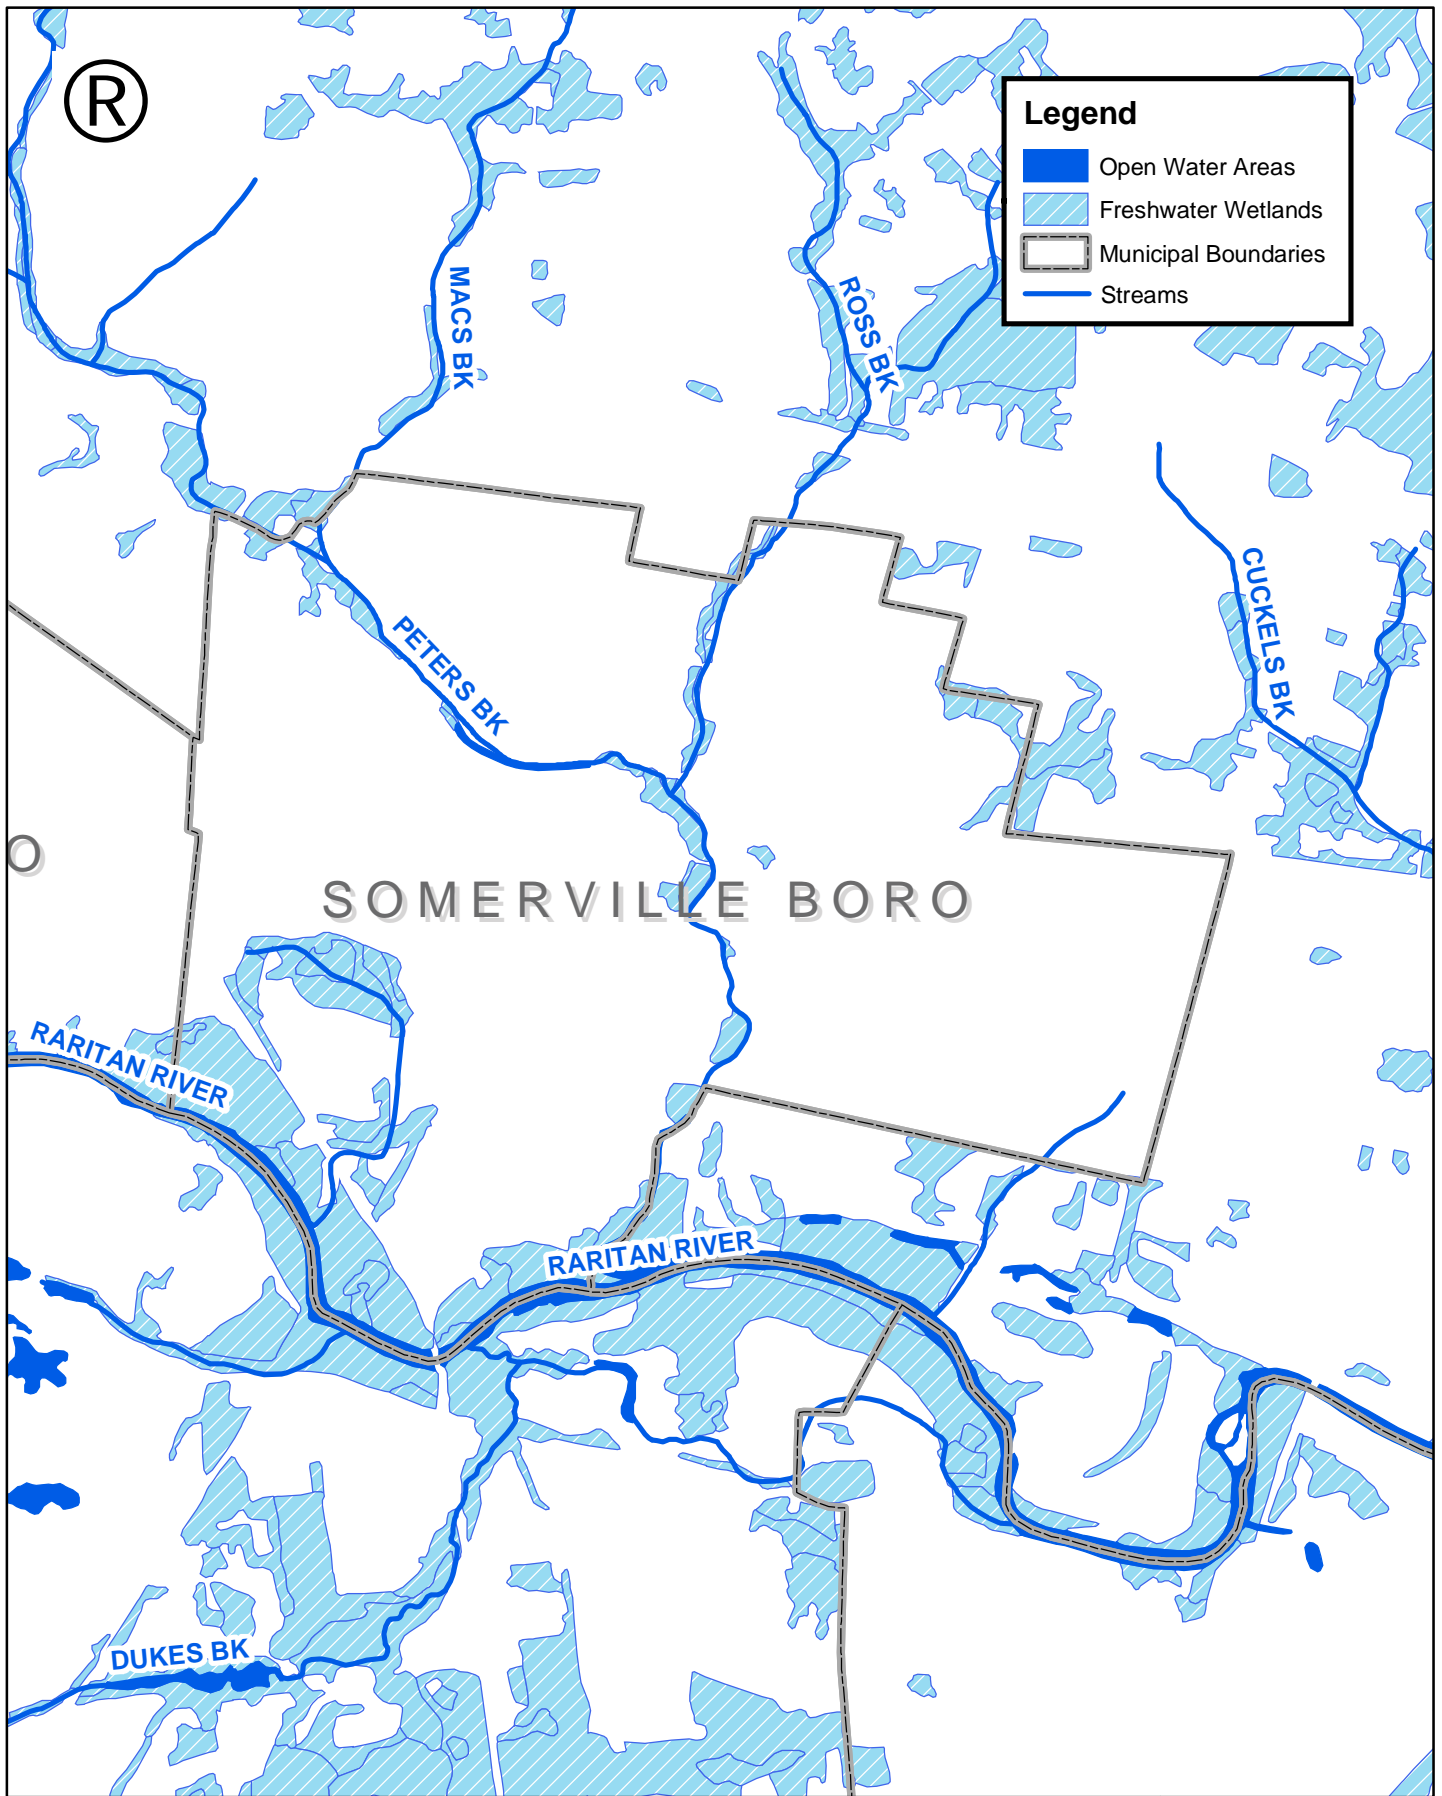 ®
Legend
Open Water Areas
Freshwater Wetlands
Municipal Boundaries
Streams
MACS BK
ROSS BK
CUCKELS BK
PETERS BK
O
SOMERVILLE BORO
RARITAN RIVER
RARITAN RIVER
DUKES BK